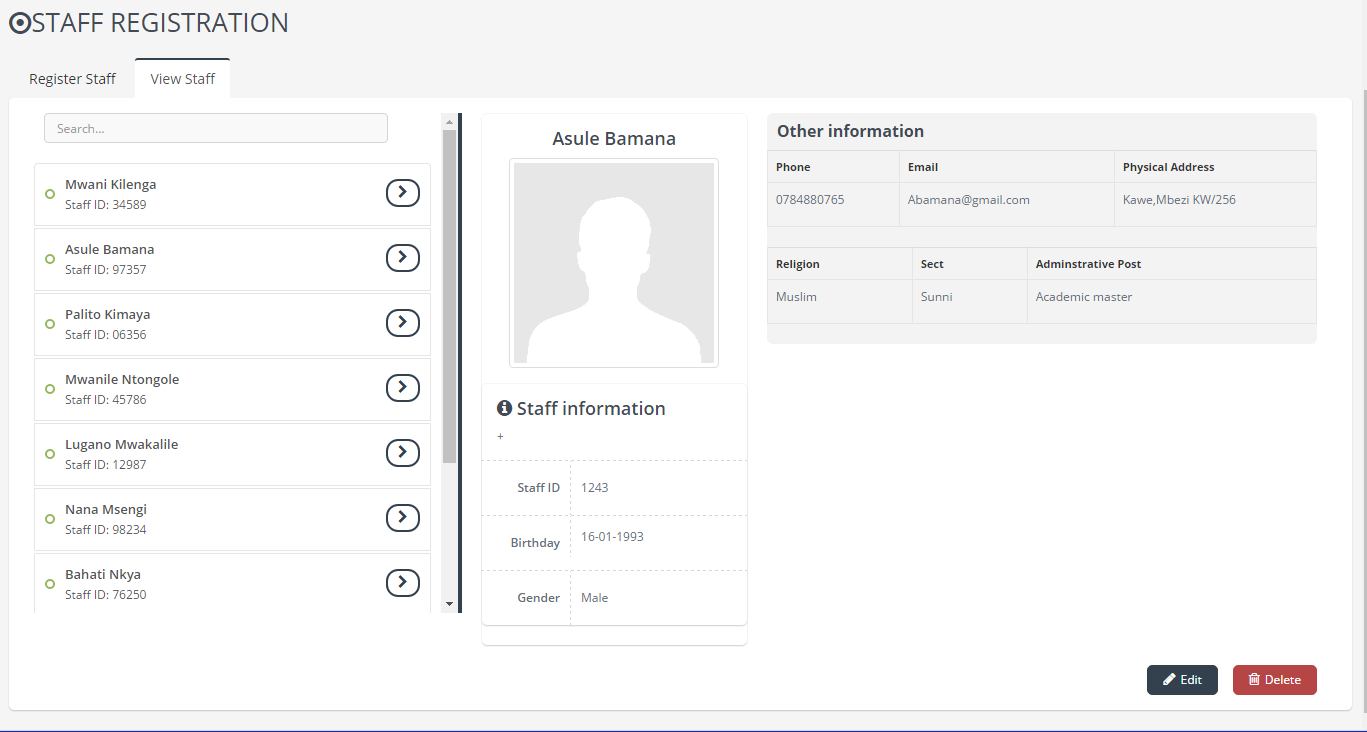 STAFF REGISTRATION
Register Staff
View Staff
Search...
Mwani Kilenga
Staff ID: 34589
Asule Bamana
Staff ID: 97357
Palito Kimaya
Staff ID: 06356
Mwanile Ntongole
Staff ID: 45786
Lugano Mwakalile
Staff ID: 12987
Nana Msengi
Staff ID: 98234
Bahati Nkya
Staff ID: 76250
Asule Bamana
Staff information
+
Staff ID 1243
Birthday 16-01-1993
Gender Male
Other information
Phone Email Physical Address
0784880765 Abamana@gmail.com Kawe,Mbezi KW/256
Religion Sect Adminstrative Post
Muslim Sunni Academic master
Edit
Delete